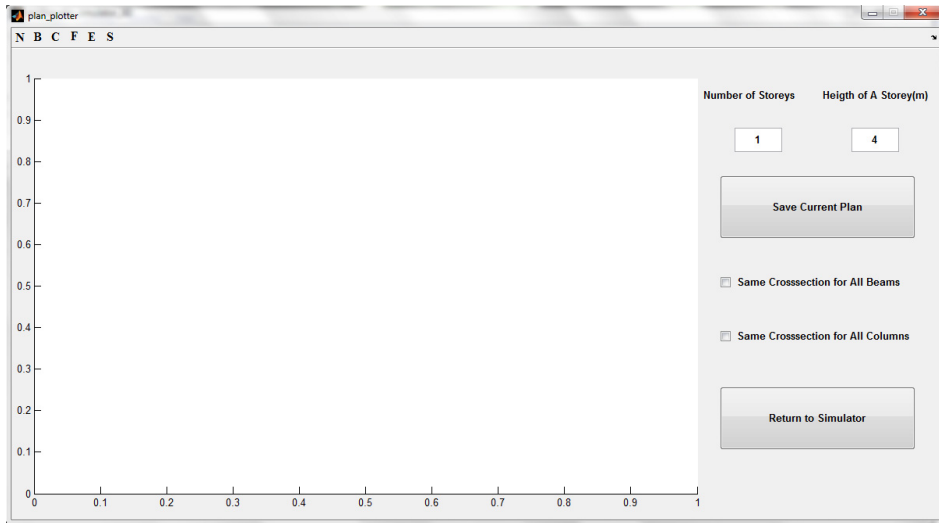 plan_plotter
N B C F E S
Number of Storeys
Heigth of A Storey(m)
1
4
Save Current Plan
Same Crosssection for All Beams
Same Crosssection for All Columns
Return to Simulator
1
0.9
0.8
0.7
0.6
0.5
0.4
0.3
0.2
0.1
0
0 0.1 0.2 0.3 0.4 0.5 0.6 0.7 0.8 0.9 1